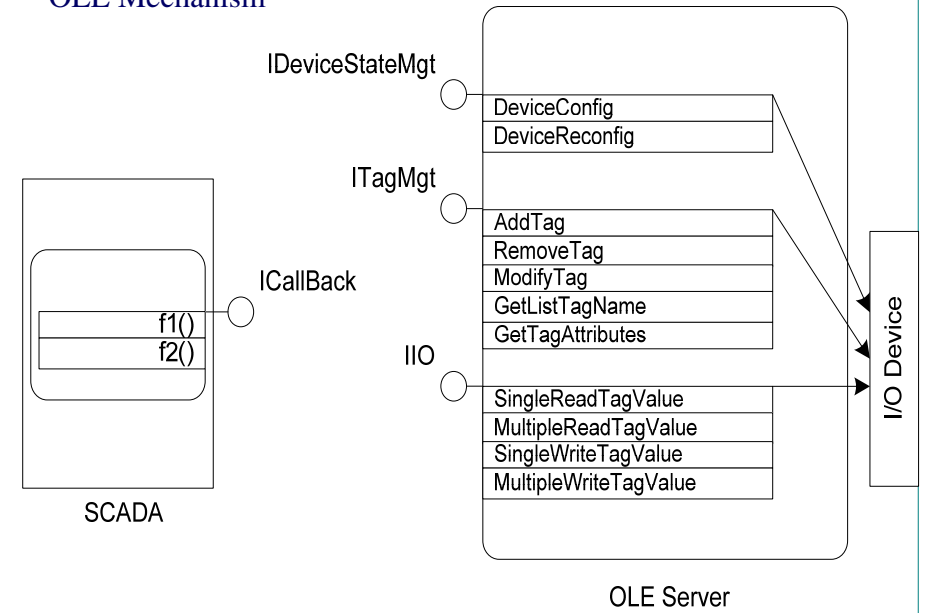 OLE Mechanism
IDeviceStateMgt
DeviceConfig
DeviceReconfig
ITagMgt
AddTag
RemoveTag
ModifyTag
GetListTagName
GetTagAttributes
ICallBack
f1()
f2()
IIO
SingleReadTagValue
MultipleReadTagValue
SingleWriteTagValue
MultipleWriteTagValue
I/O Device
SCADA
OLE Server